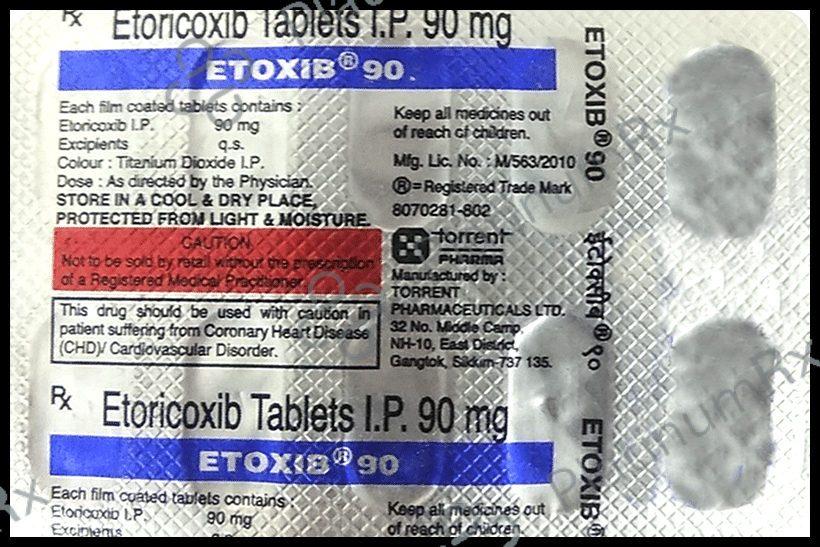 Rx Etoricoxib Tablets I.P. 90 mg
ETOXIB® 90
Each film coated tablets contains :
Etoricoxib I.P. 90 mg
Excipients q.s.
Colour : Titanium Dioxide I.P.
Dose : As directed by the Physician.
STORE IN A COOL & DRY PLACE,
PROTECTED FROM LIGHT & MOISTURE.
CAUTION
Not to be sold by retail without the prescription
of a Registered Medical Practitioner.
This drug should be used with caution in
patient suffering from Coronary Heart Disease
(CHD)/ Cardiovascular Disorder.
Keep all medicines out
of reach of children.
Mfg. Lic. No. : M/563/2010
®=Registered Trade Mark
8070281-802
torrent
PHARMA
Manufactured by :
TORRENT
PHARMACEUTICALS LTD.
32 No. Middle Camp,
NH-10, East District,
Gangtok, Sikkim-737 135.
ETOXIB® 90
ईटोक्सीब® ९०
ETOXIB®
Rx Etoricoxib Tablets I.P. 90 mg
ETOXIB® 90
Each film coated tablets contains :
Etoricoxib I.P. 90 mg
Excipients
Keep all medicines out
of reach of children.
PlatinumRx